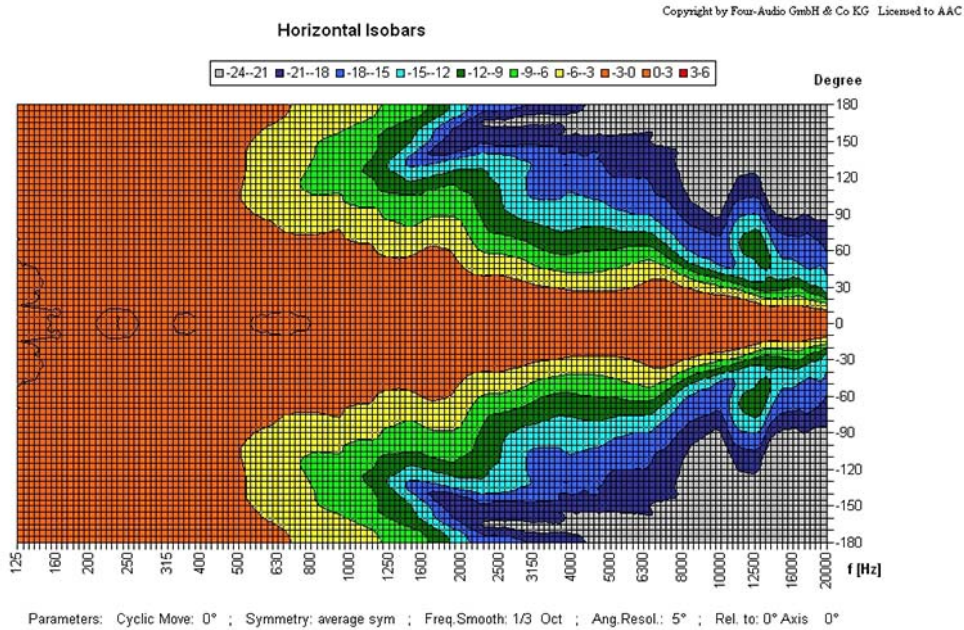 Copyright by Four-Audio GmbH & Co KG Licensed to AAC
Horizontal Isobars
-24--21 -21--18 -18--15 -15--12 -12--9 -9--6 -6--3 -3-0 0-3 3-6
Degree
180
150
120
90
60
30
0
-30
-60
-90
-120
-150
-180
125 160 200 250 315 400 500 630 800 1000 1250 1600 2000 2500 3150 4000 5000 6300 8000 10000 12500 16000 20000
f [Hz]
Parameters: Cyclic Move: 0° ; Symmetry: average sym ; Freq.Smooth: 1/3 Oct ; Ang.Resol.: 5° ; Rel. to: 0° Axis 0°